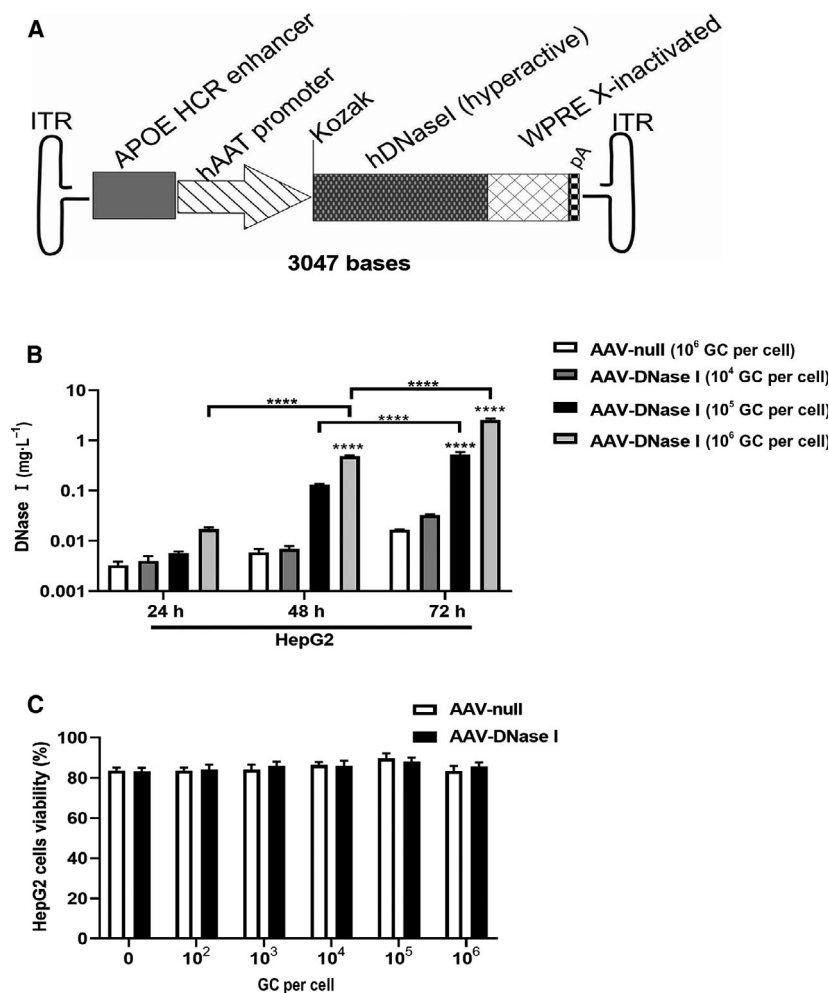 A
ITR
APOE HCR enhancer
hAAT promoter
Kozak
hDNaseI (hyperactive)
WPRE X-inactivated
pA
ITR
3047 bases
B
AAV-null (10⁶ GC per cell)
AAV-DNase I (10⁴ GC per cell)
AAV-DNase I (10⁵ GC per cell)
AAV-DNase I (10⁶ GC per cell)
DNase Ⅰ (mg·L⁻¹)
10
1
0.1
0.01
0.001
0.001
****
****
****
****
****
****
24 h
48 h
72 h
HepG2
C
AAV-null
AAV-DNase I
HepG2 cells viability (%)
100
80
60
40
20
0
0
10²
10³
10⁴
10⁵
10⁶
GC per cell